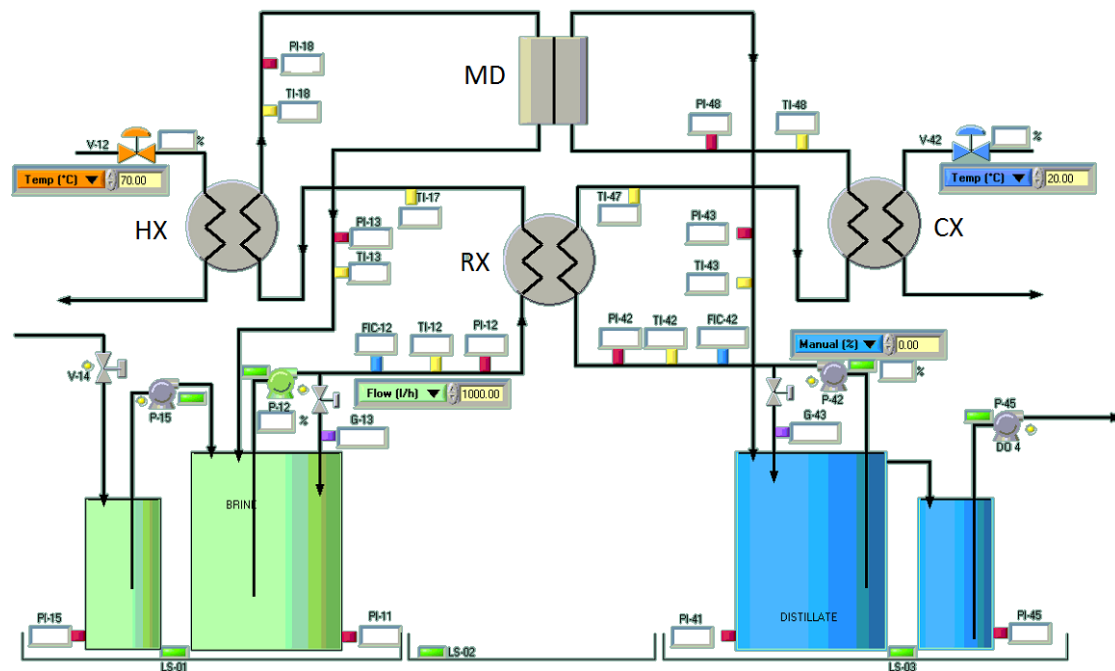 PI-18
MD
TI-18
PI-48
TI-48
V-12
%
V-42
%
Temp (°C)
70.00
Temp (°C)
20.00
TI-17
TI-47
HX
PI-13
RX
PI-43
CX
TI-13
TI-43
FIC-12
TI-12
PI-12
PI-42
TI-42
FIC-42
Manual (%)
0.00
V-14
P-15
P-12
%
Flow (l/h)
1000.00
P-42
%
P-45
G-13
G-43
DO 4
BRINE
DISTILLATE
PI-15
PI-11
LS-01
LS-02
PI-41
PI-45
LS-03